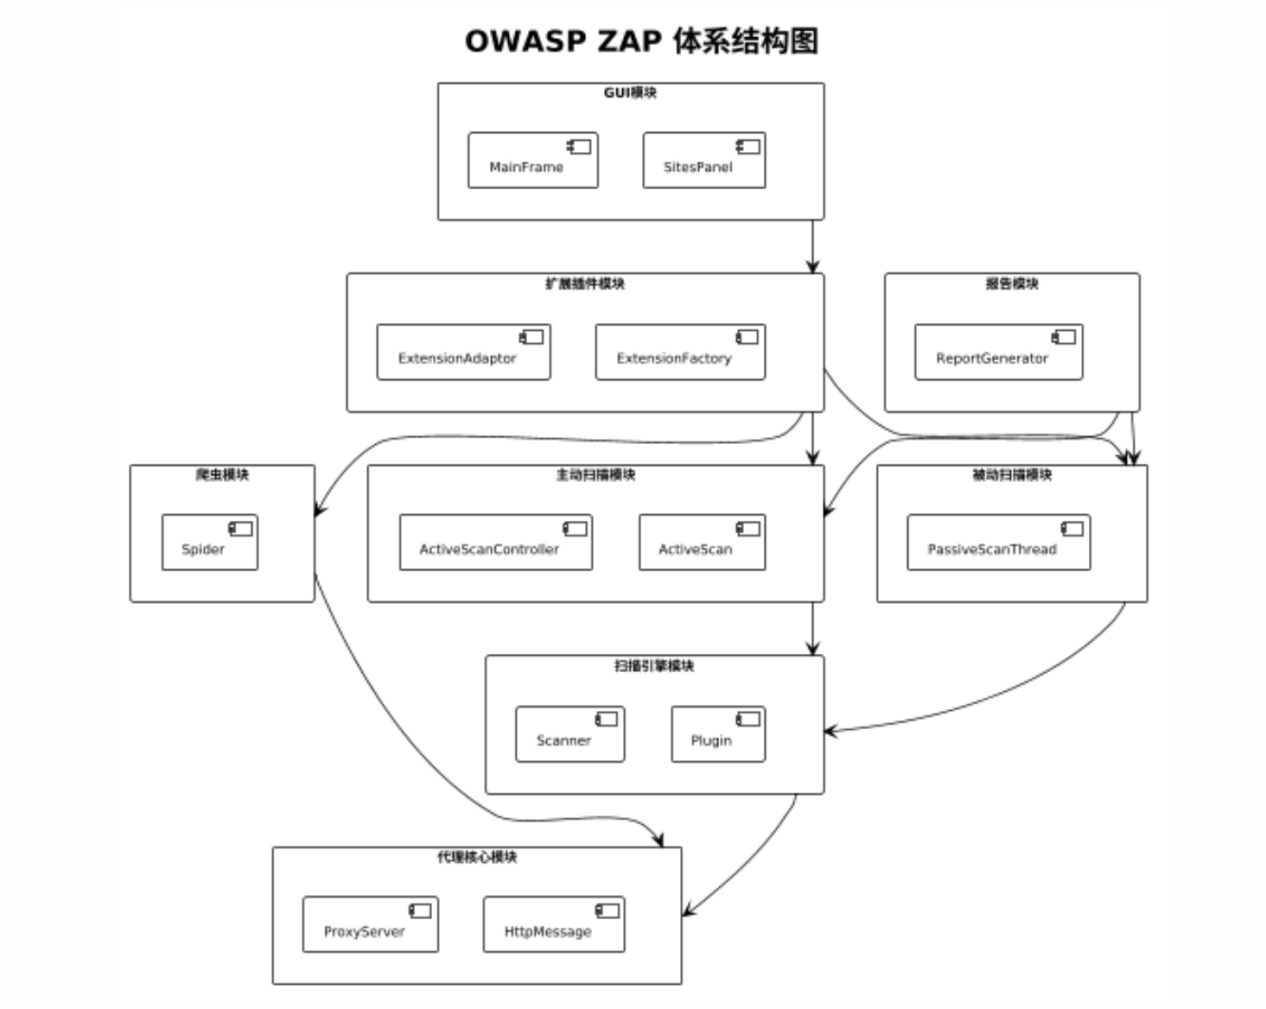 OWASP ZAP 体系结构图
GUI模块
MainFrame
SitesPanel
扩展插件模块
ExtensionAdaptor
ExtensionFactory
报告模块
ReportGenerator
爬虫模块
Spider
主动扫描模块
ActiveScanController
ActiveScan
被动扫描模块
PassiveScanThread
扫描引擎模块
Scanner
Plugin
代理核心模块
ProxyServer
HttpMessage